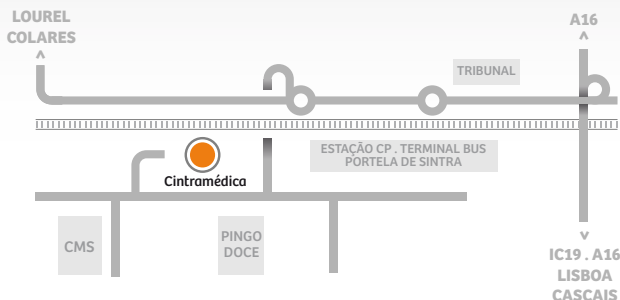 LOUREL
COLARES
A16
TRIBUNAL
ESTAÇÃO CP . TERMINAL BUS
PORTELA DE SINTRA
Cintramédica
CMS
PINGO
DOCE
IC19 . A16
LISBOA
CASCAIS